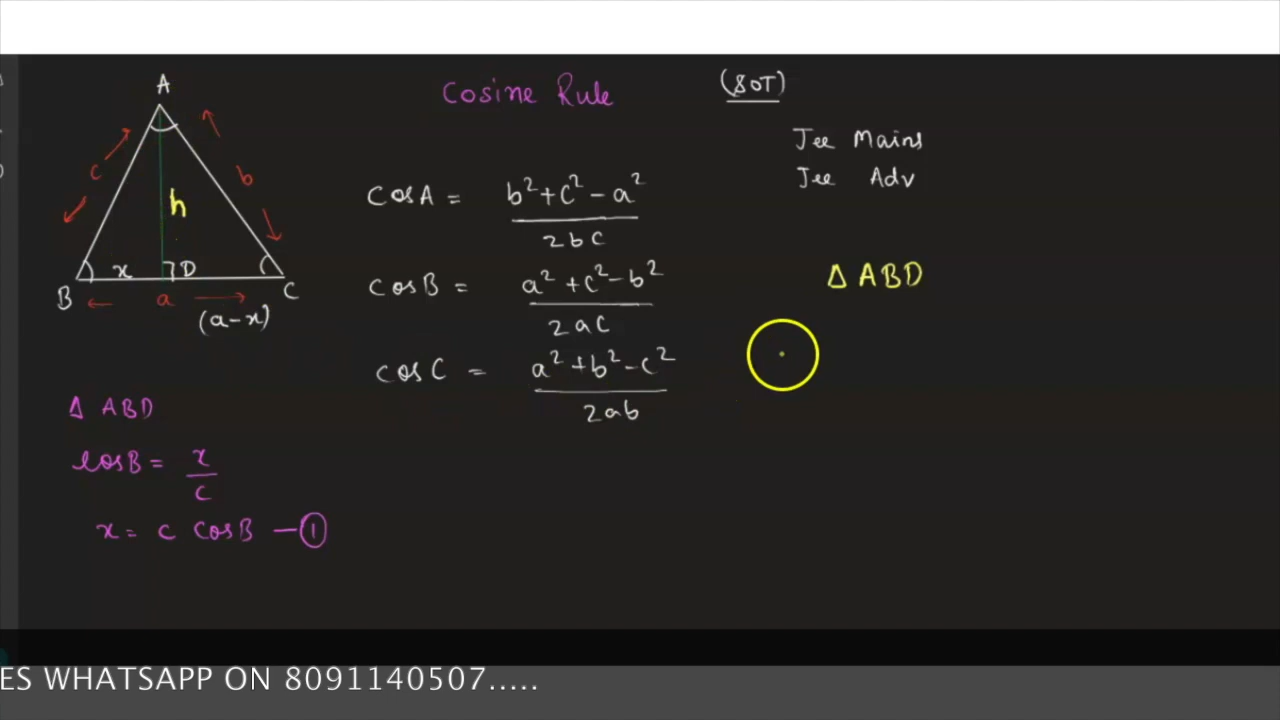 Cosine Rule
(SOT)
Jee Mains
Jee Adv
A
c
b
h
x
D
B
a
C
(a-x)
cosA = b²+c²-a² / 2bc
cosB = a²+c²-b² / 2ac
cosC = a²+b²-c² / 2ab
Δ ABD
Δ ABD
cosB = x / c
x = c cosB — ①
ES WHATSAPP ON 8091140507.....